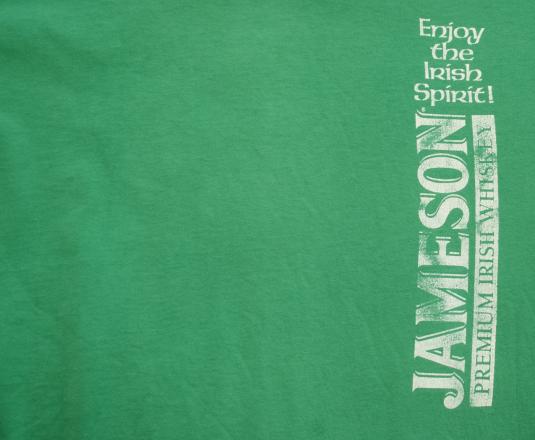 Enjoy
the
Irish
Spirit!
JAMESON®
PREMIUM IRISH WHISKEY